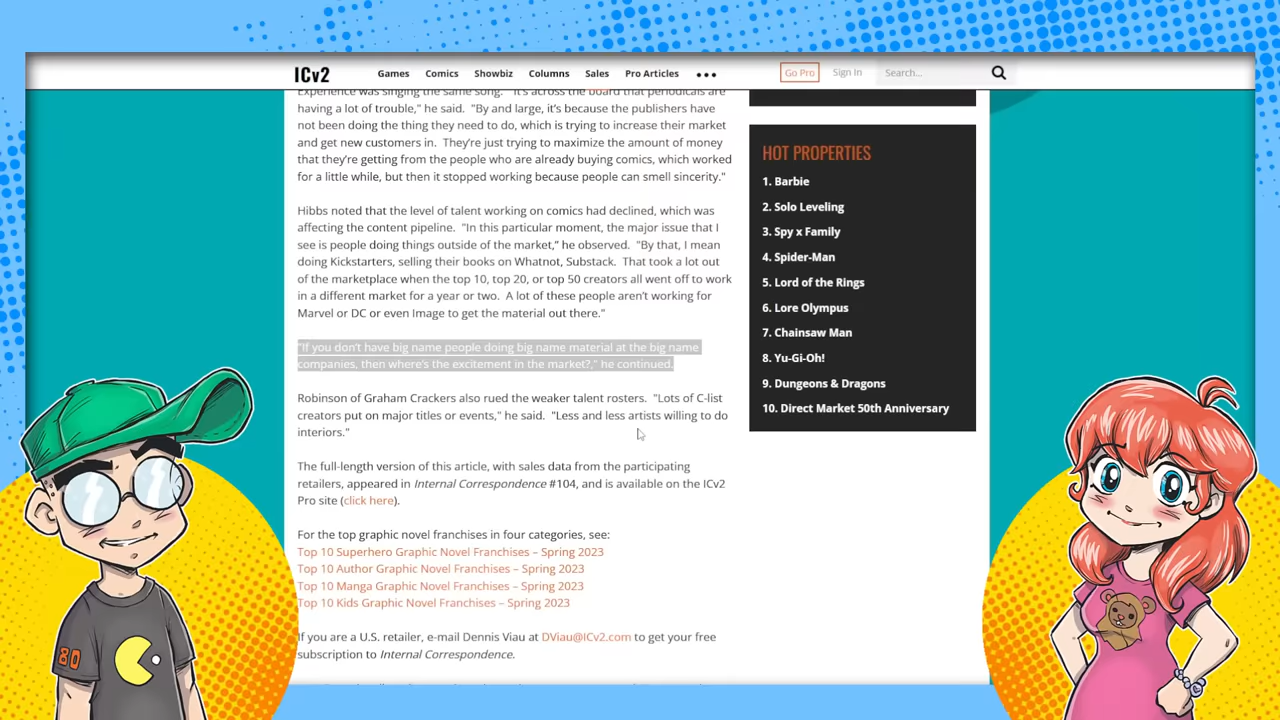 ICv2
Games Comics Showbiz Columns Sales Pro Articles •••
Go Pro Sign In Search...
Experience was singing the same song. "It's across the board that periodicals are
having a lot of trouble," he said. "By and large, it's because the publishers have
not been doing the thing they need to do, which is trying to increase their market
and get new customers in. They're just trying to maximize the amount of money
that they're getting from the people who are already buying comics, which worked
for a little while, but then it stopped working because people can smell sincerity."
Hibbs noted that the level of talent working on comics had declined, which was
affecting the content pipeline. "In this particular moment, the major issue that I
see is people doing things outside of the market," he observed. "By that, I mean
doing Kickstarters, selling their books on Whatnot, Substack. That took a lot out
of the marketplace when the top 10, top 20, or top 50 creators all went off to work
in a different market for a year or two. A lot of these people aren't working for
Marvel or DC or even Image to get the material out there."
"If you don't have big name people doing big name material at the big name
companies, then where's the excitement in the market?," he continued.
Robinson of Graham Crackers also rued the weaker talent rosters. "Lots of C-list
creators put on major titles or events," he said. "Less and less artists willing to do
interiors."
The full-length version of this article, with sales data from the participating
retailers, appeared in Internal Correspondence #104, and is available on the ICv2
Pro site (click here).
For the top graphic novel franchises in four categories, see:
Top 10 Superhero Graphic Novel Franchises – Spring 2023
Top 10 Author Graphic Novel Franchises – Spring 2023
Top 10 Manga Graphic Novel Franchises – Spring 2023
Top 10 Kids Graphic Novel Franchises – Spring 2023
If you are a U.S. retailer, e-mail Dennis Viau at DViau@ICv2.com to get your free
subscription to Internal Correspondence.
HOT PROPERTIES
1. Barbie
2. Solo Leveling
3. Spy x Family
4. Spider-Man
5. Lord of the Rings
6. Lore Olympus
7. Chainsaw Man
8. Yu-Gi-Oh!
9. Dungeons & Dragons
10. Direct Market 50th Anniversary
80